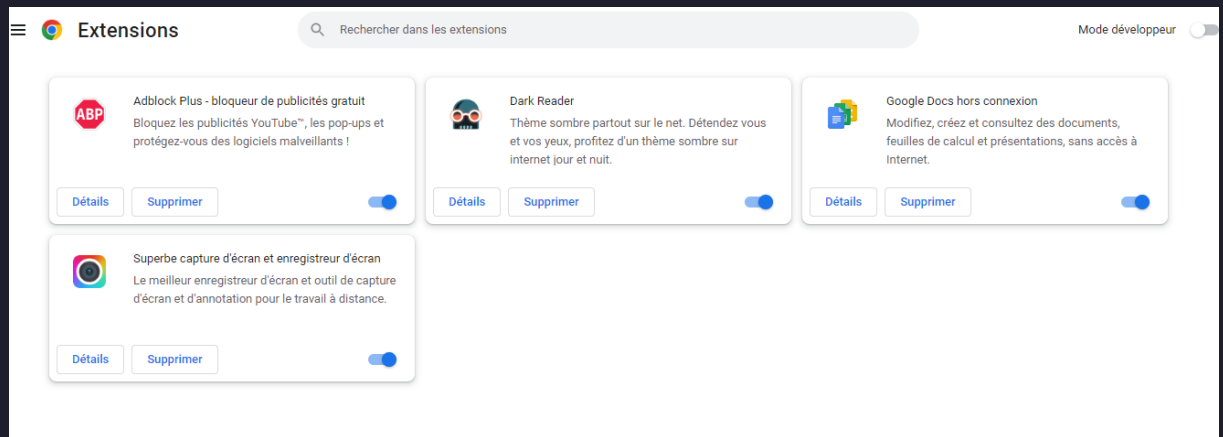 Extensions
Rechercher dans les extensions
Mode développeur
ABP
Adblock Plus - bloqueur de publicités gratuit
Bloquez les publicités YouTube™, les pop-ups et
protégez-vous des logiciels malveillants !
Détails
Supprimer
Dark Reader
Thème sombre partout sur le net. Détendez vous
et vos yeux, profitez d'un thème sombre sur
internet jour et nuit.
Détails
Supprimer
Google Docs hors connexion
Modifiez, créez et consultez des documents,
feuilles de calcul et présentations, sans accès à
Internet.
Détails
Supprimer
Superbe capture d'écran et enregistreur d'écran
Le meilleur enregistreur d'écran et outil de capture
d'écran et d'annotation pour le travail à distance.
Détails
Supprimer